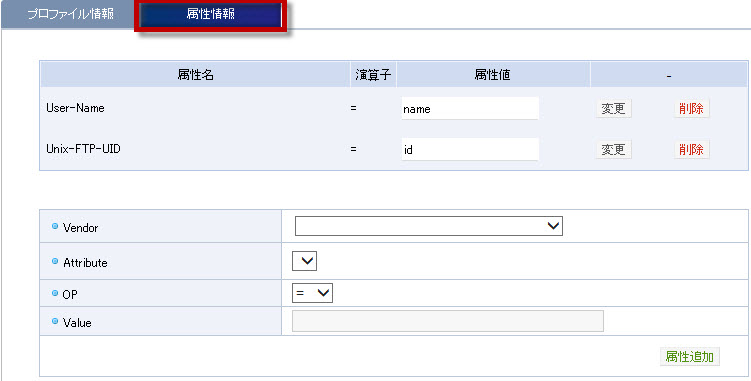 プロファイル情報 属性情報
属性名 演算子 属性値 -
User-Name = name 変更 削除
Unix-FTP-UID = id 変更 削除
Vendor
Attribute
OP =
Value
属性追加